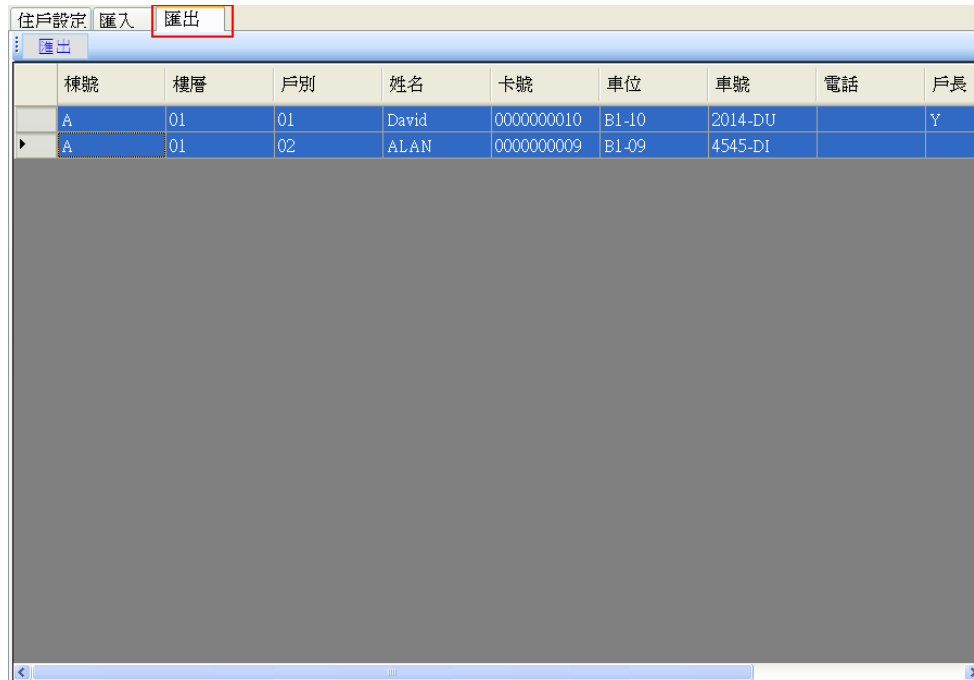 住戶設定 匯入 匯出
匯出
棟號 樓層 戶別 姓名 卡號 車位 車號 電話 戶長
A 01 01 David 0000000010 B1-10 2014-DU Y
A 01 02 ALAN 0000000009 B1-09 4545-DI